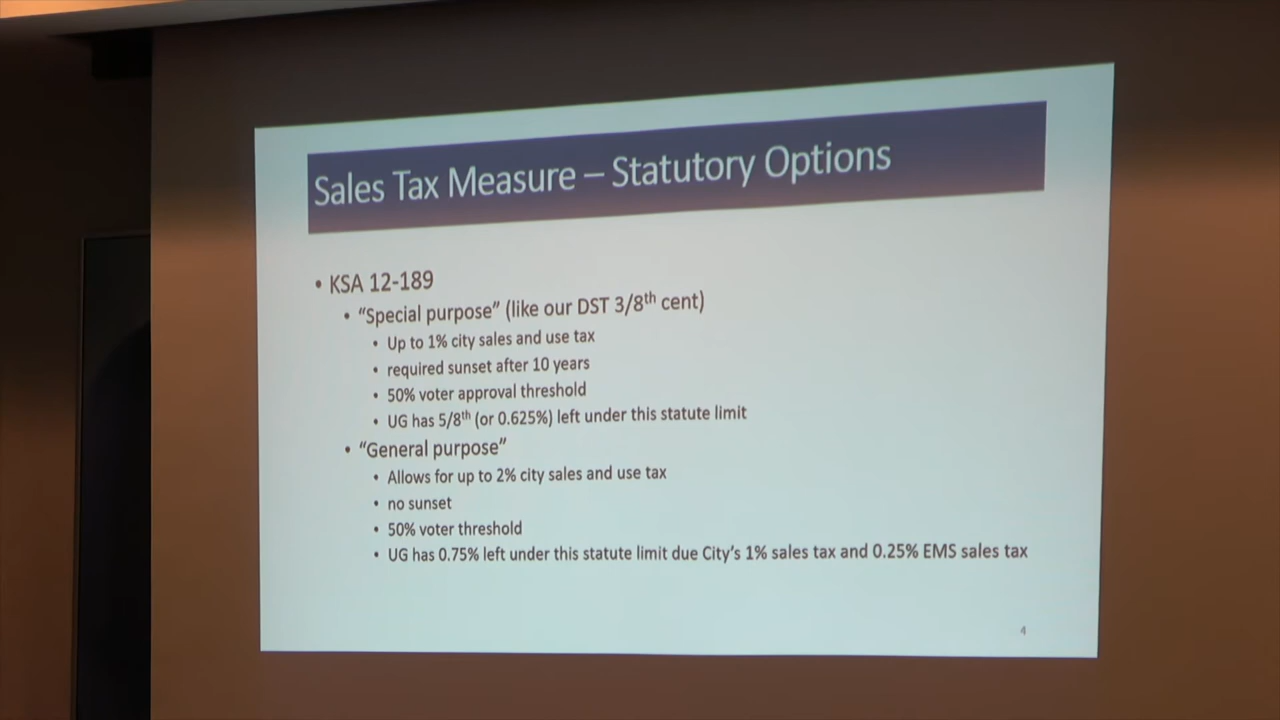 Sales Tax Measure – Statutory Options
• KSA 12-189
• “Special purpose” (like our DST 3/8th cent)
• Up to 1% city sales and use tax
• required sunset after 10 years
• 50% voter approval threshold
• UG has 5/8th (or 0.625%) left under this statute limit
• “General purpose”
• Allows for up to 2% city sales and use tax
• no sunset
• 50% voter threshold
• UG has 0.75% left under this statute limit due City’s 1% sales tax and 0.25% EMS sales tax
4